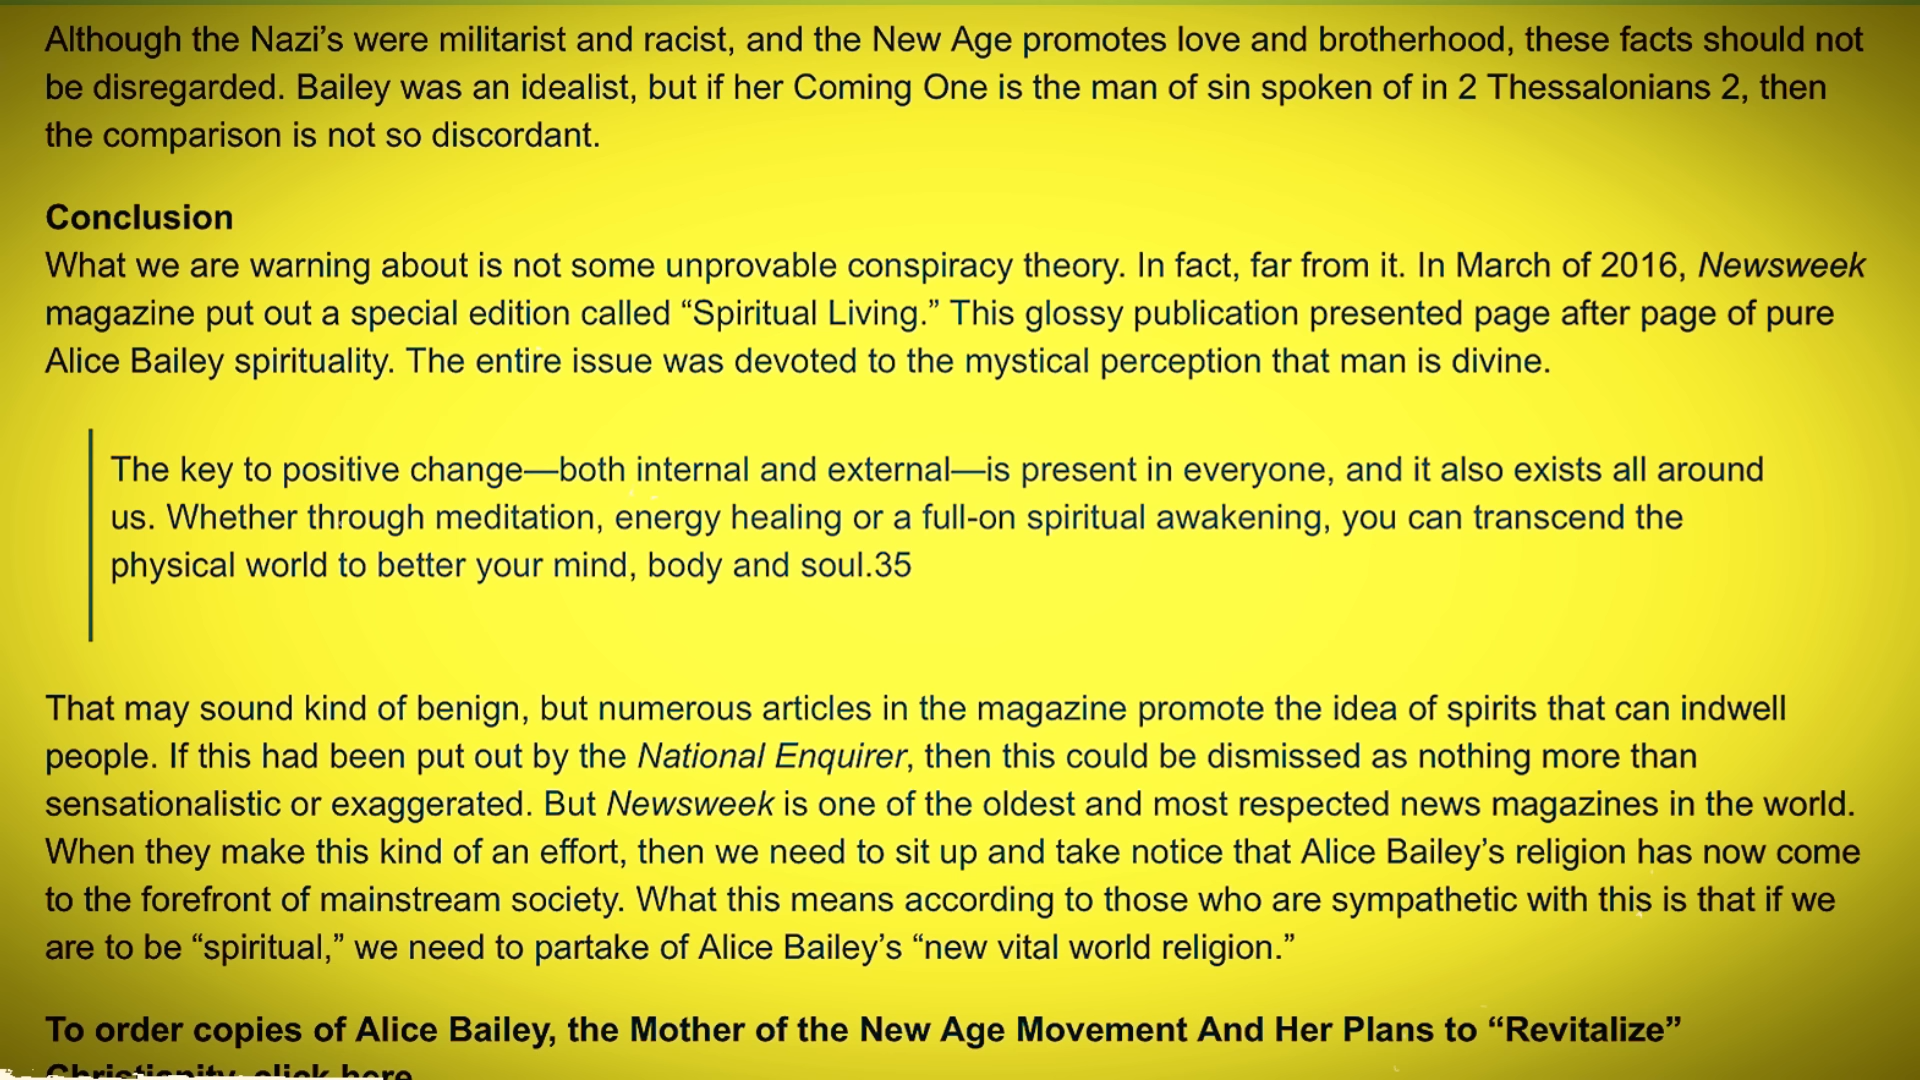 Although the Nazi’s were militarist and racist, and the New Age promotes love and brotherhood, these facts should not
be disregarded. Bailey was an idealist, but if her Coming One is the man of sin spoken of in 2 Thessalonians 2, then
the comparison is not so discordant.
Conclusion
What we are warning about is not some unprovable conspiracy theory. In fact, far from it. In March of 2016, Newsweek
magazine put out a special edition called “Spiritual Living.” This glossy publication presented page after page of pure
Alice Bailey spirituality. The entire issue was devoted to the mystical perception that man is divine.
The key to positive change—both internal and external—is present in everyone, and it also exists all around
us. Whether through meditation, energy healing or a full-on spiritual awakening, you can transcend the
physical world to better your mind, body and soul.35
That may sound kind of benign, but numerous articles in the magazine promote the idea of spirits that can indwell
people. If this had been put out by the National Enquirer, then this could be dismissed as nothing more than
sensationalistic or exaggerated. But Newsweek is one of the oldest and most respected news magazines in the world.
When they make this kind of an effort, then we need to sit up and take notice that Alice Bailey’s religion has now come
to the forefront of mainstream society. What this means according to those who are sympathetic with this is that if we
are to be “spiritual,” we need to partake of Alice Bailey’s “new vital world religion.”
To order copies of Alice Bailey, the Mother of the New Age Movement And Her Plans to “Revitalize”
Christianity, click here